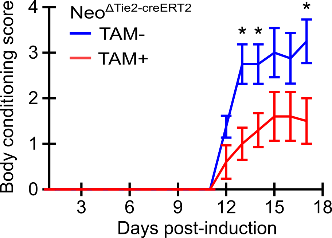 Neo^ΔTie2-creERT2
TAM-
TAM+
* * *
4
3
2
1
0
3 6 9 12 15 18
Body conditioning score
Days post-induction